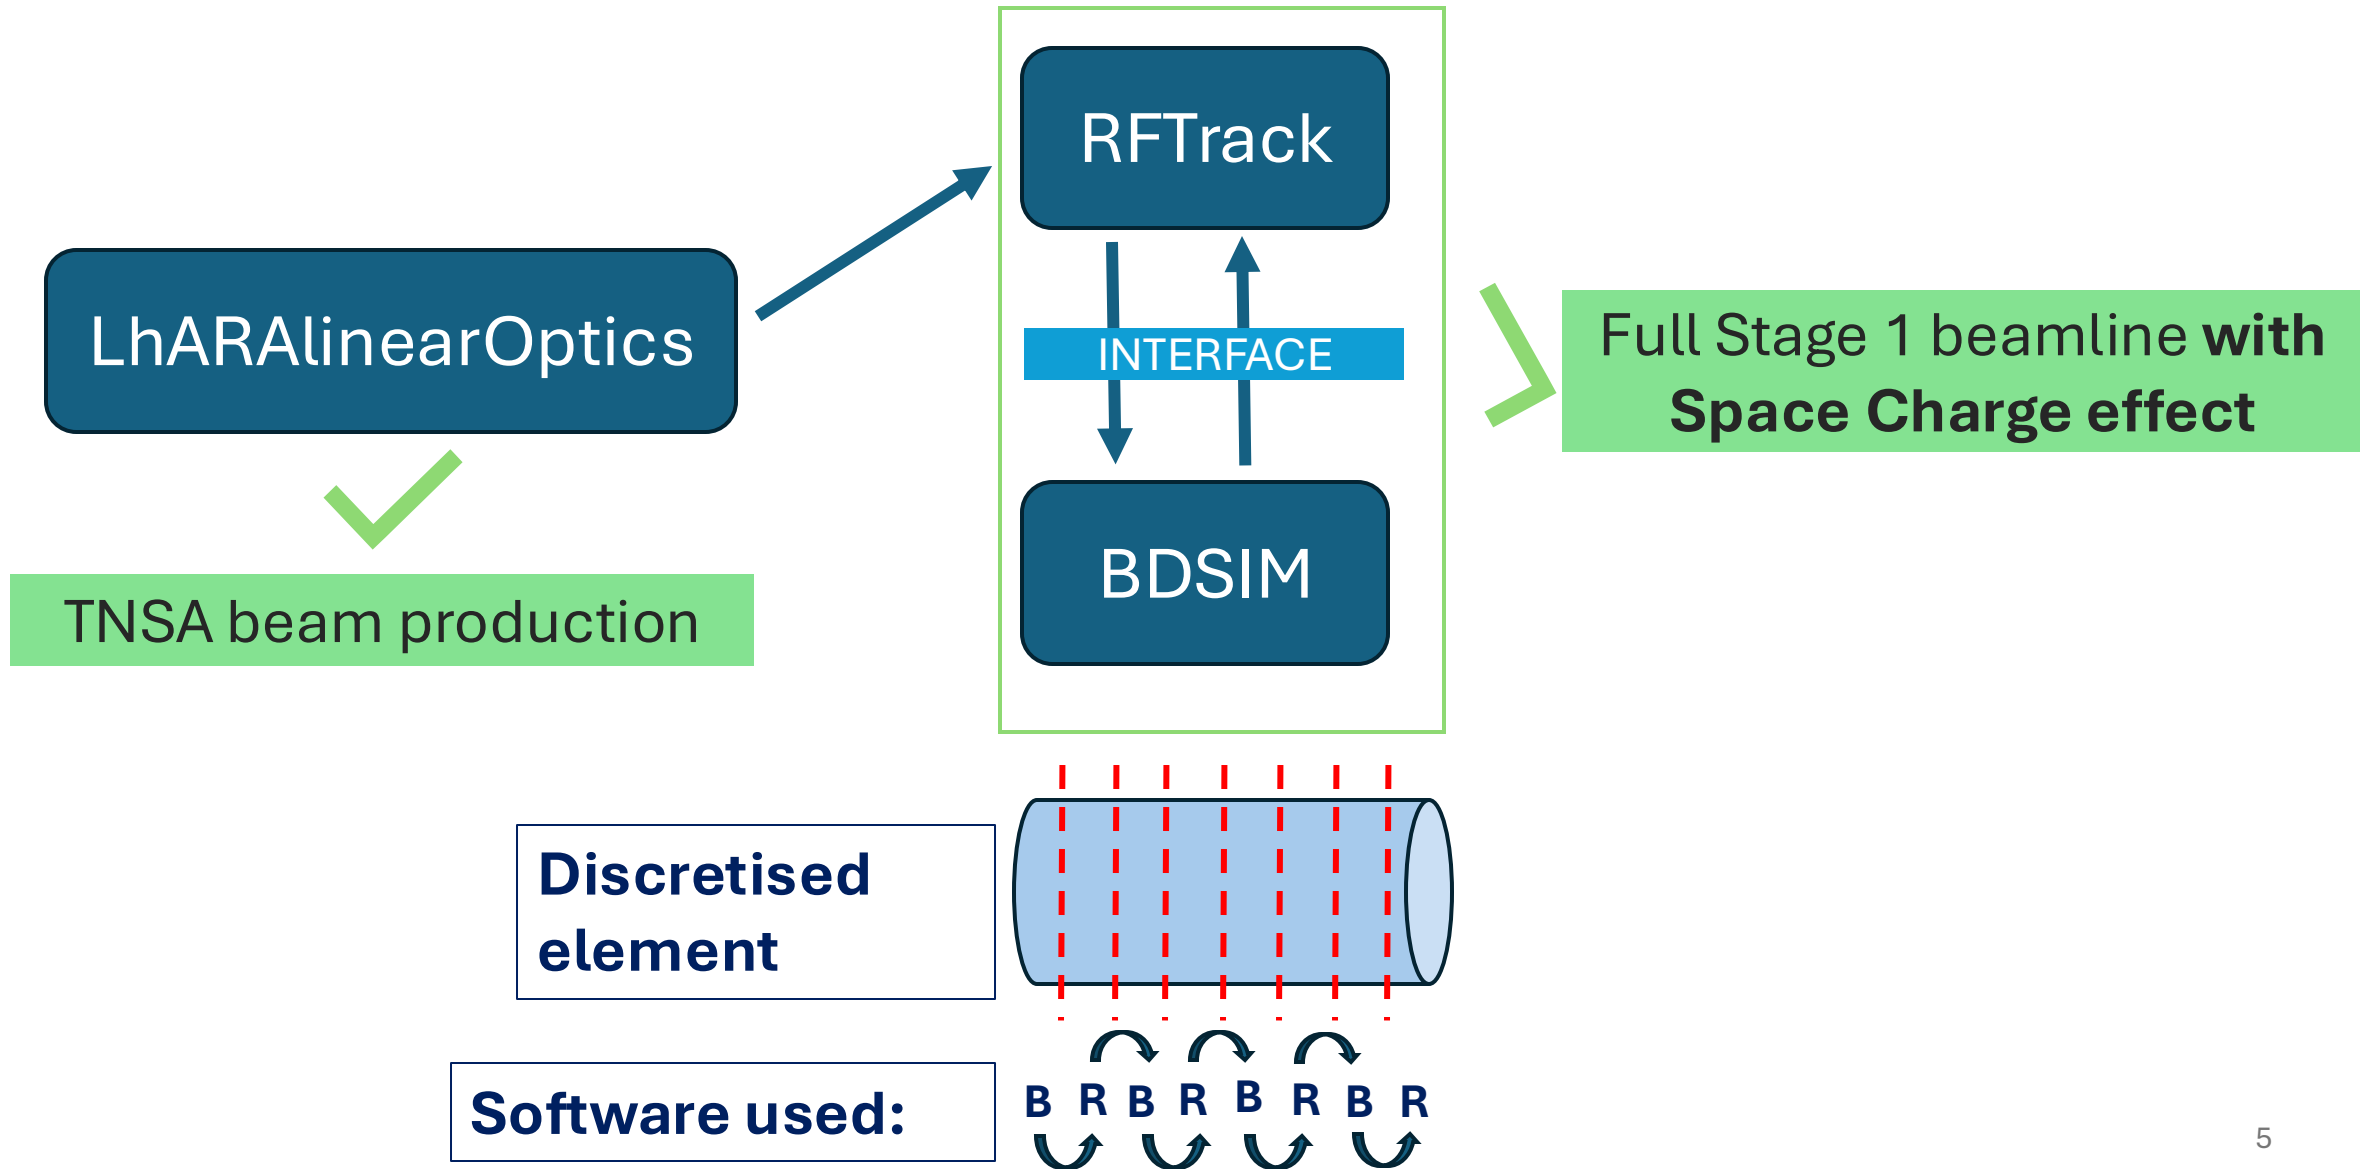 RFTrack
LhARAlinearOptics
INTERFACE
Full Stage 1 beamline with
Space Charge effect
BDSIM
TNSA beam production
Discretised
element
Software used:
B R B R B R B R
5